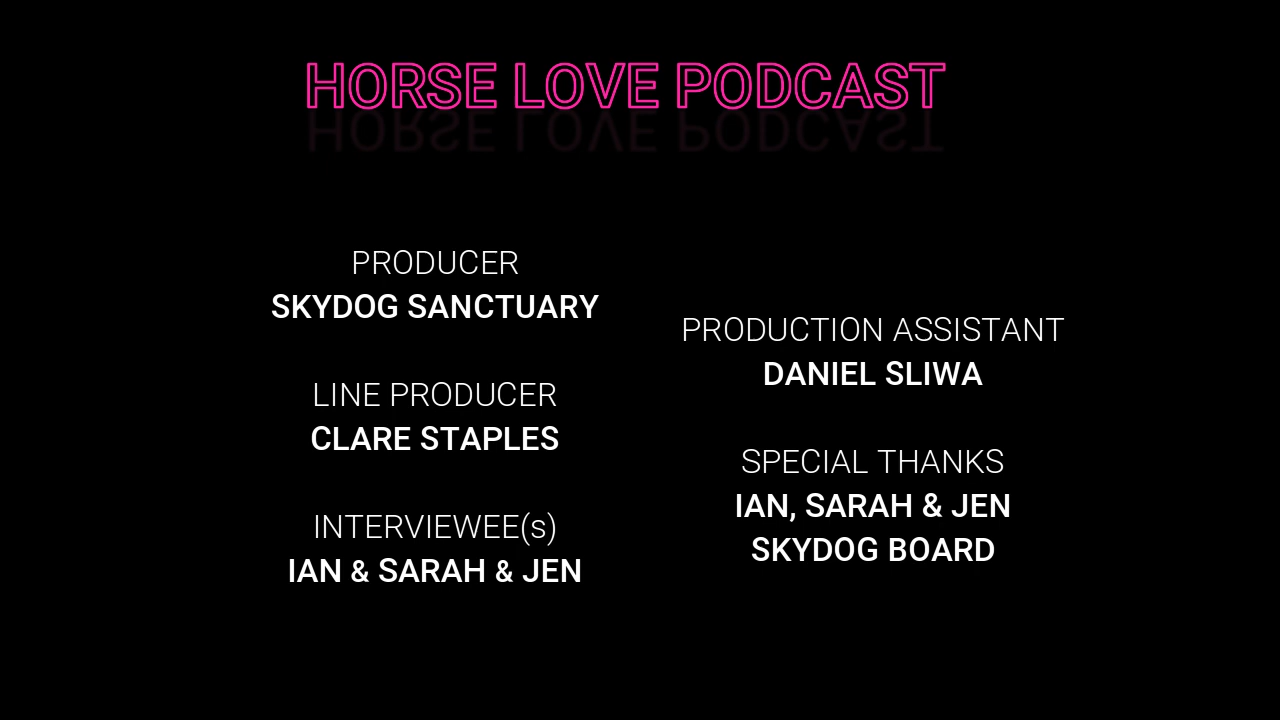 HORSE LOVE PODCAST
PRODUCER
SKYDOG SANCTUARY
LINE PRODUCER
CLARE STAPLES
INTERVIEWEE(s)
IAN & SARAH & JEN
PRODUCTION ASSISTANT
DANIEL SLIWA
SPECIAL THANKS
IAN, SARAH & JEN
SKYDOG BOARD